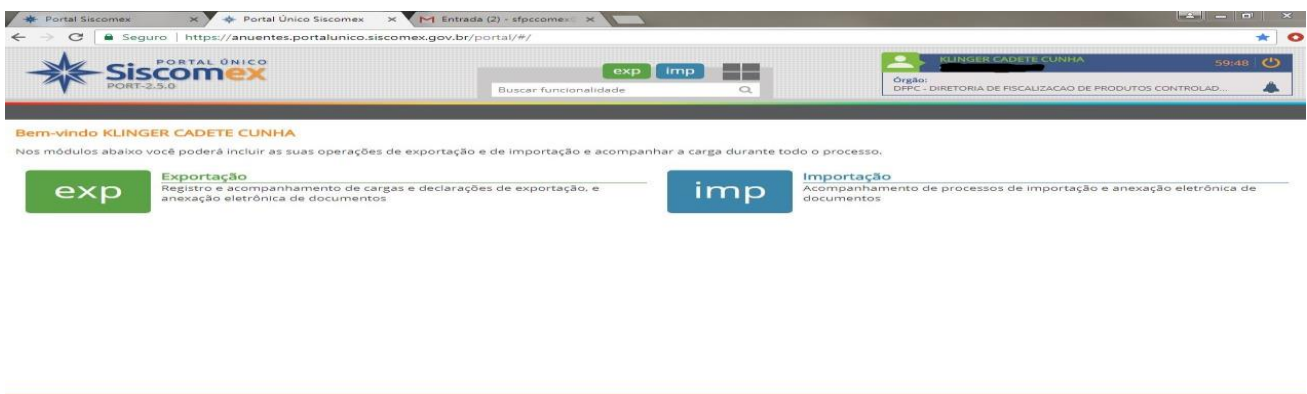 Portal Siscomex
Portal Único Siscomex
Entrada (2) - sfpccomex
Seguro | https://anuentes.portalunico.siscomex.gov.br/portal/#/
PORTAL ÚNICO
Siscomex
PORT-2.5.0
exp imp
Buscar funcionalidade
KLINGER CADETE CUNHA
59:48
Órgão:
DFPC - DIRETORIA DE FISCALIZACAO DE PRODUTOS CONTROLAD...
Bem-vindo KLINGER CADETE CUNHA
Nos módulos abaixo você poderá incluir as suas operações de exportação e de importação e acompanhar a carga durante todo o processo.
exp
Exportação
Registro e acompanhamento de cargas e declarações de exportação, e
anexação eletrônica de documentos
imp
Importação
Acompanhamento de processos de importação e anexação eletrônica de
documentos